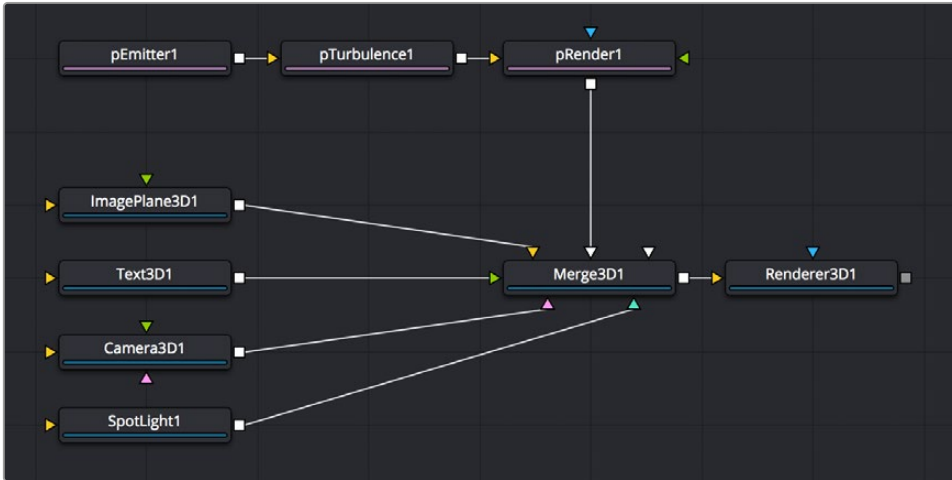 pEmitter1
pTurbulence1
pRender1
ImagePlane3D1
Text3D1
Merge3D1
Renderer3D1
Camera3D1
SpotLight1